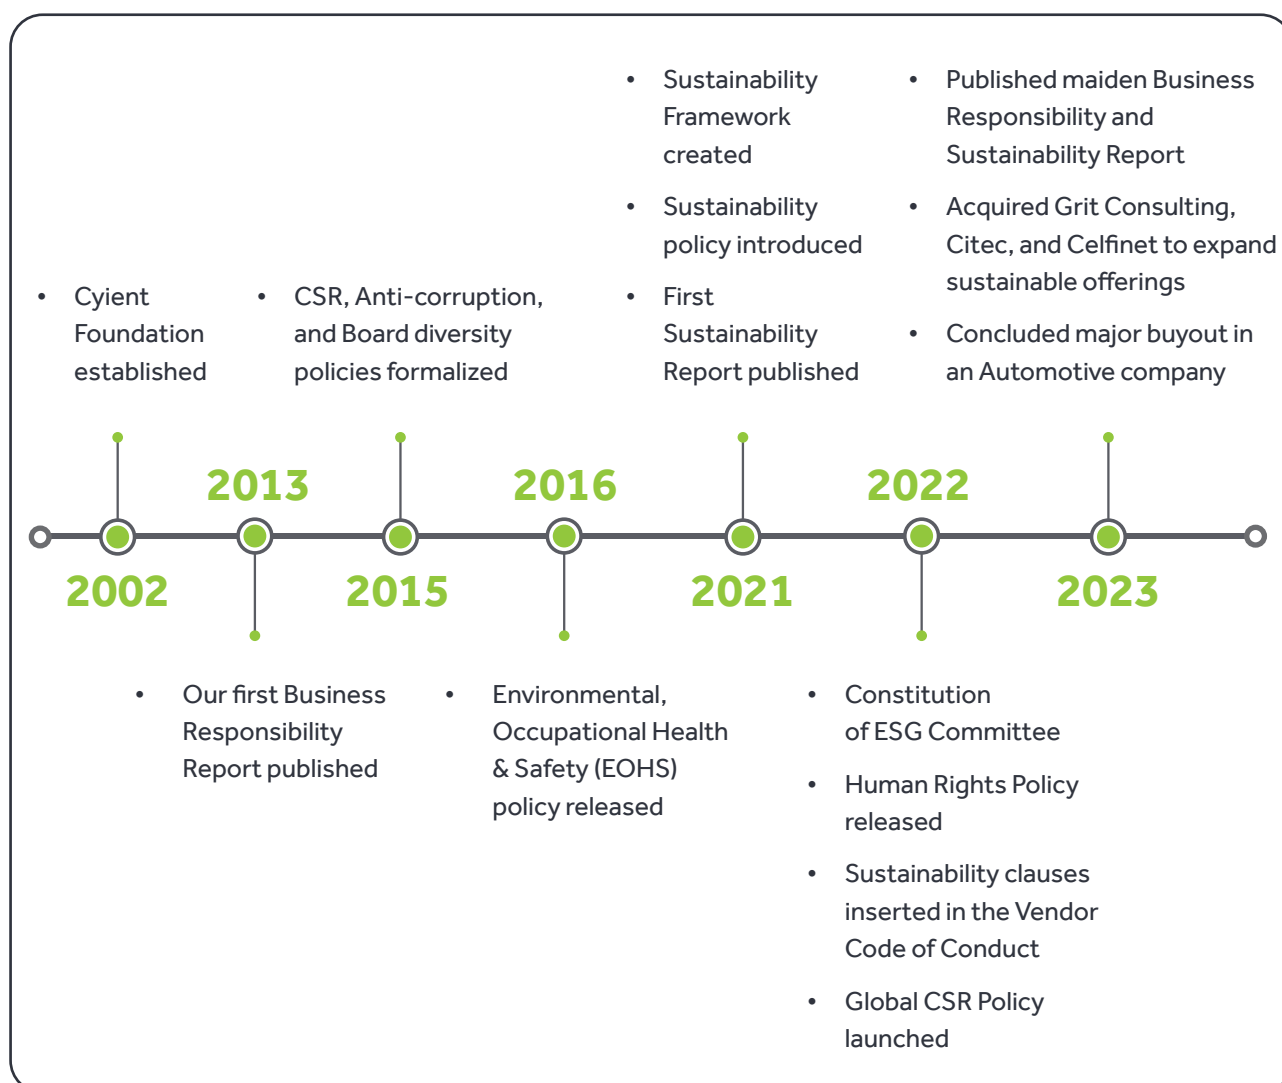 • Cyient
Foundation
established
• CSR, Anti-corruption,
and Board diversity
policies formalized
• Sustainability
Framework
created
• Sustainability
policy introduced
• First
Sustainability
Report published
• Published maiden Business
Responsibility and
Sustainability Report
• Acquired Grit Consulting,
Citec, and Celfinet to expand
sustainable offerings
• Concluded major buyout in
an Automotive company
2013
2016
2022
2002
2015
2021
2023
• Our first Business
Responsibility
Report published
• Environmental,
Occupational Health
& Safety (EOHS)
policy released
• Constitution
of ESG Committee
• Human Rights Policy
released
• Sustainability clauses
inserted in the Vendor
Code of Conduct
• Global CSR Policy
launched